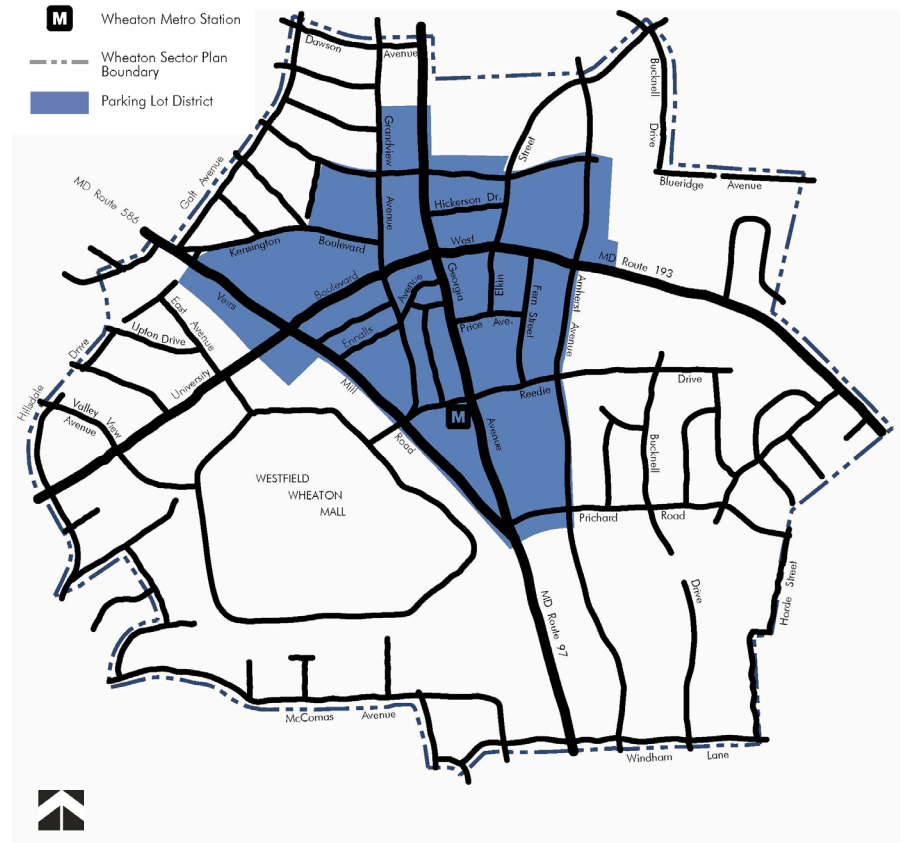 M Wheaton Metro Station
Wheaton Sector Plan
Boundary
Parking Lot District
Dawson
Avenue
Bucknell
Drive
Grandview
Avenue
Street
Blueridge Avenue
Galt Avenue
MD Route 586
Hickerson Dr.
Kensington
Boulevard
West
MD Route 193
Boulevard
Avenue
Georgia
Elkin
Fern Street
Amherst Avenue
Veirs
East Avenue
Upton Drive
Ennalls
Price Ave.
Drive
Hillsdale
University
Mill
Reedie
Drive
Valley View
Avenue
M
Avenue
Road
Bucknell
WESTFIELD
WHEATON
MALL
Prichard Road
Drive
Horde Street
MD Route 97
McComas Avenue
Windham Lane